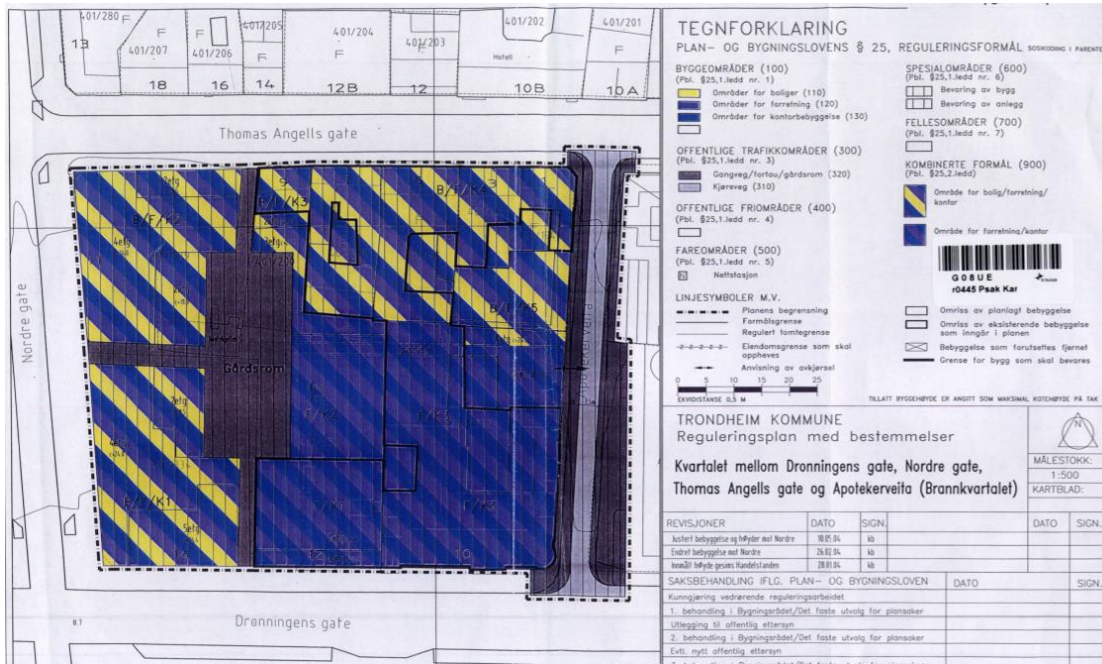 401/280
F
401/205
401/202
401/201
401/207
F
401/204
401/203
F
F
401/206
F
Hotell
13
F
18
16
14
12B
12
10B
10A
Thomas Angells gate
Nordre gate
Gårdsrom
B/F/K2
B/F/K3
B/F/K4
B/F/K5
B/F/K1
Dronningens gate
8.1
TEGNFORKLARING
PLAN- OG BYGNINGSLOVENS § 25, REGULERINGSFORMÅL SOSIKODING I PARENTE
BYGGEOMRÅDER (100)
(Pbl. §25,1.ledd nr. 1)
Områder for boliger (110)
Områder for forretning (120)
Områder for kontorbebyggelse (130)
OFFENTLIGE TRAFIKKOMRÅDER (300)
(Pbl. §25,1.ledd nr. 3)
Gangveg/fortau/gårdsrom (320)
Kjøreveg (310)
OFFENTLIGE FRIOMRÅDER (400)
(Pbl. §25,1.ledd nr. 4)
FAREOMRÅDER (500)
(Pbl. §25,1.ledd nr. 5)
N Nettstasjon
LINJESYMBOLER M.V.
Planens begrensning
Formålsgrense
Regulert tomtegrense
Eiendomsgrense som skal
oppheves
Anvisning av avkjørsel
0 5 10 15 20 25
EKVIDISTANSE 0,5 M
SPESIALOMRÅDER (600)
(Pbl. §25,1.ledd nr. 6)
Bevaring av bygg
Bevaring av anlegg
FELLESOMRÅDER (700)
(Pbl. §25,1.ledd nr. 7)
KOMBINERTE FORMÅL (900)
(Pbl. §25,2.ledd)
Område for bolig/forretning/
kontor
Område for forretning/kontor
G08UE
r0445 Psak Kar
Omriss av planlagt bebyggelse
Omriss av eksisterende bebyggelse
som inngår i planen
Bebyggelse som forutsettes fjernet
Grense for bygg som skal bevares
TILLATT BYGGEHØYDE ER ANGITT SOM MAKSIMAL KOTEHØYDE PÅ TAK
TRONDHEIM KOMMUNE
Reguleringsplan med bestemmelser
Kvartalet mellom Dronningens gate, Nordre gate,
Thomas Angells gate og Apotekerveita (Brannkvartalet)
N
MÅLESTOKK:
1:500
KARTBLAD:
REVISJONER DATO SIGN. DATO SIGN.
Justert bebyggelse og høyder mot Nordre 10.05.04 kb
Endret bebyggelse mot Nordre 26.02.04 kb
Innmålt høyde gesims Handelstanden 28.01.04 kb
SAKSBEHANDLING IFLG. PLAN- OG BYGNINGSLOVEN DATO SIGN.
Kunngjøring vedrørende reguleringsarbeidet
1. behandling i Bygningsrådet/Det faste utvalg for plansaker
Utlegging til offentlig ettersyn
2. behandling i Bygningsrådet/Det faste utvalg for plansaker
Evtl. nytt offentlig ettersyn